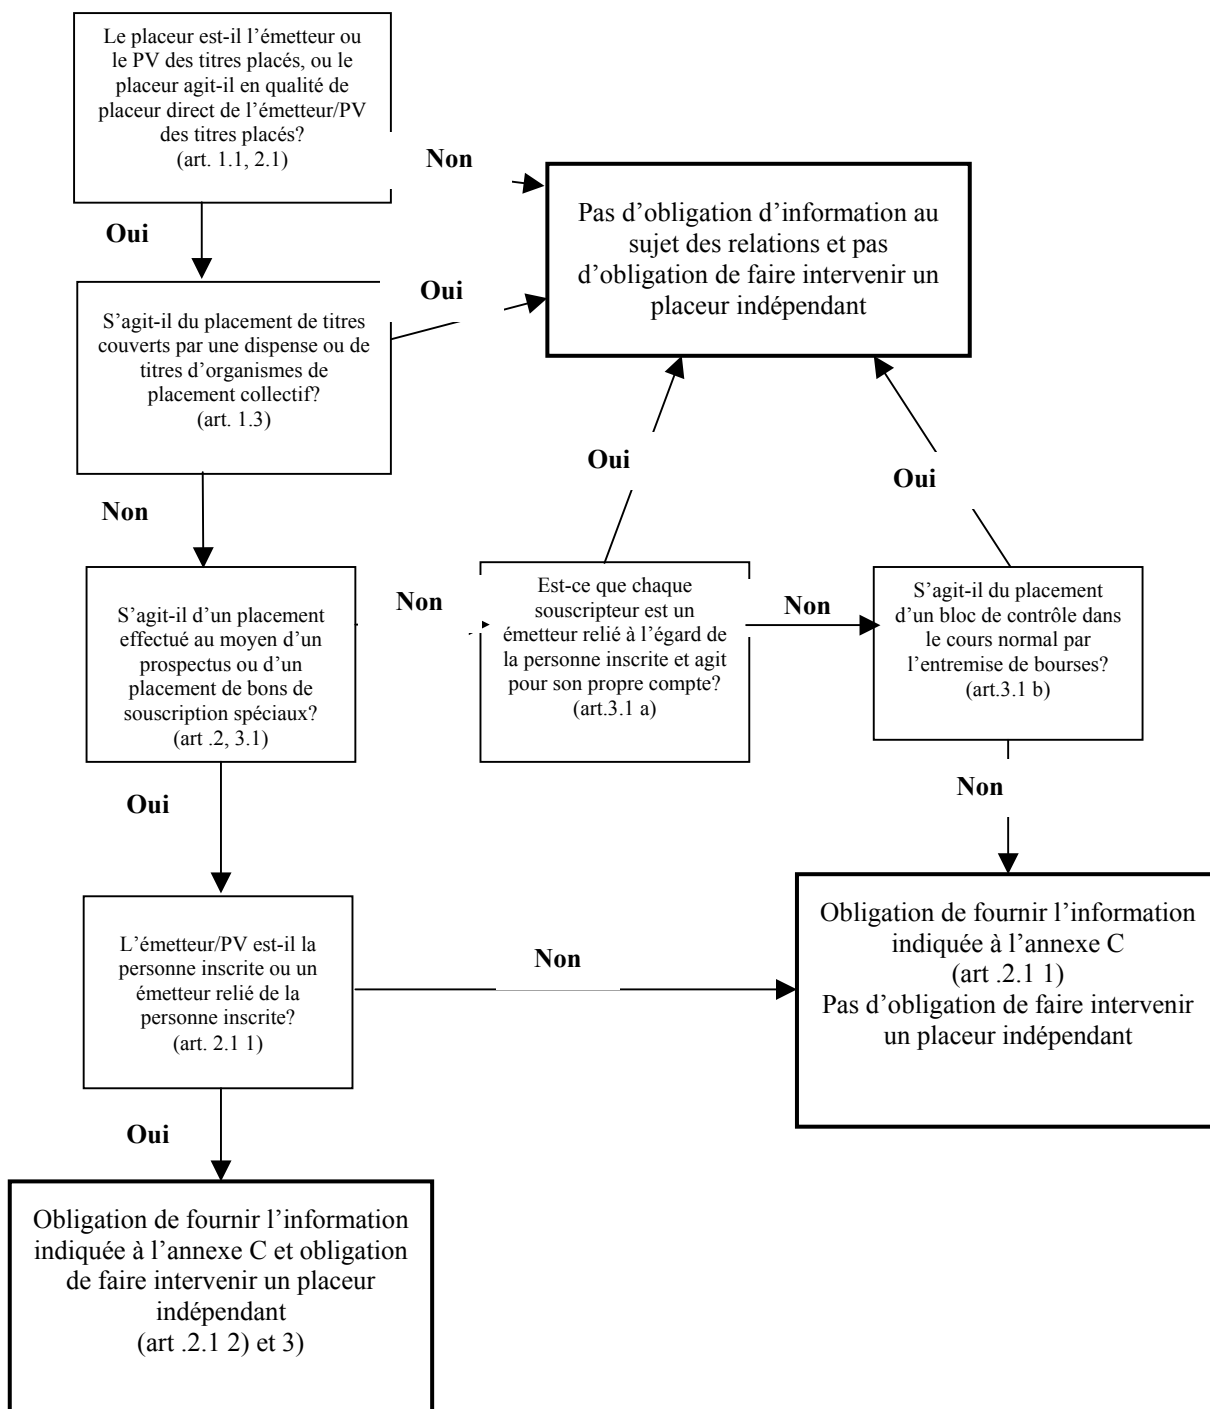 Le placeur est-il l’émetteur ou
le PV des titres placés, ou le
placeur agit-il en qualité de
placeur direct de l’émetteur/PV
des titres placés?
(art. 1.1, 2.1)
Non
Pas d’obligation d’information au
sujet des relations et pas
d’obligation de faire intervenir un
placeur indépendant
Oui
Oui
S’agit-il du placement de titres
couverts par une dispense ou de
titres d’organismes de
placement collectif?
(art. 1.3)
Oui
Oui
Non
S’agit-il d’un placement
effectué au moyen d’un
prospectus ou d’un
placement de bons de
souscription spéciaux?
(art .2, 3.1)
Non
Est-ce que chaque
souscripteur est un
émetteur relié à l’égard de
la personne inscrite et agit
pour son propre compte?
(art.3.1 a)
Non
S’agit-il du placement
d’un bloc de contrôle dans
le cours normal par
l’entremise de bourses?
(art.3.1 b)
Oui
Non
L’émetteur/PV est-il la
personne inscrite ou un
émetteur relié de la
personne inscrite?
(art. 2.1 1)
Non
Obligation de fournir l’information
indiquée à l’annexe C
(art .2.1 1)
Pas d’obligation de faire intervenir
un placeur indépendant
Oui
Obligation de fournir l’information
indiquée à l’annexe C et obligation
de faire intervenir un placeur
indépendant
(art .2.1 2) et 3)